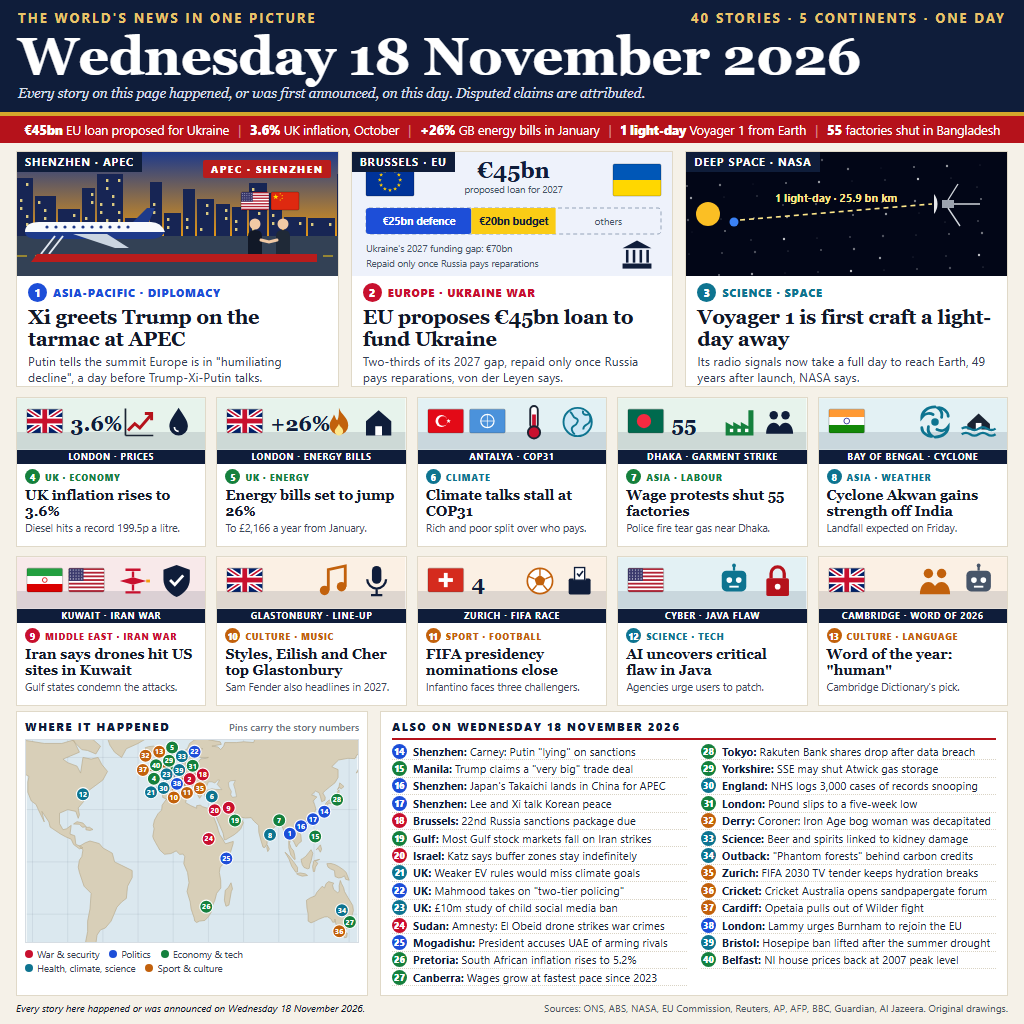 THE WORLD'S NEWS IN ONE PICTURE
40 STORIES · 5 CONTINENTS · ONE DAY
Wednesday 18 November 2026
Every story on this page happened, or was first announced, on this day. Disputed claims are attributed.
€45bn EU loan proposed for Ukraine | 3.6% UK inflation, October | +26% GB energy bills in January | 1 light-day Voyager 1 from Earth | 55 factories shut in Bangladesh
SHENZHEN · APEC
APEC · SHENZHEN
1 ASIA-PACIFIC · DIPLOMACY
Xi greets Trump on the
tarmac at APEC
Putin tells the summit Europe is in "humiliating
decline", a day before Trump-Xi-Putin talks.
BRUSSELS · EU
€45bn
proposed loan for 2027
€25bn defence
€20bn budget
others
Ukraine's 2027 funding gap: €70bn
Repaid only once Russia pays reparations
2 EUROPE · UKRAINE WAR
EU proposes €45bn loan to
fund Ukraine
Two-thirds of its 2027 gap, repaid only once Russia
pays reparations, von der Leyen says.
DEEP SPACE · NASA
1 light-day · 25.9 bn km
3 SCIENCE · SPACE
Voyager 1 is first craft a light-
day away
Its radio signals now take a full day to reach Earth, 49
years after launch, NASA says.
3.6%
LONDON · PRICES
4 UK · ECONOMY
UK inflation rises to
3.6%
Diesel hits a record 199.5p a litre.
+26%
LONDON · ENERGY BILLS
5 UK · ENERGY
Energy bills set to jump
26%
To £2,166 a year from January.
ANTALYA · COP31
6 CLIMATE
Climate talks stall at
COP31
Rich and poor split over who pays.
55
DHAKA · GARMENT STRIKE
7 ASIA · LABOUR
Wage protests shut 55
factories
Police fire tear gas near Dhaka.
BAY OF BENGAL · CYCLONE
8 ASIA · WEATHER
Cyclone Akwan gains
strength off India
Landfall expected on Friday.
KUWAIT · IRAN WAR
9 MIDDLE EAST · IRAN WAR
Iran says drones hit US
sites in Kuwait
Gulf states condemn the attacks.
GLASTONBURY · LINE-UP
10 CULTURE · MUSIC
Styles, Eilish and Cher
top Glastonbury
Sam Fender also headlines in 2027.
4
ZURICH · FIFA RACE
11 SPORT · FOOTBALL
FIFA presidency
nominations close
Infantino faces three challengers.
CYBER · JAVA FLAW
12 SCIENCE · TECH
AI uncovers critical
flaw in Java
Agencies urge users to patch.
CAMBRIDGE · WORD OF 2026
13 CULTURE · LANGUAGE
Word of the year:
"human"
Cambridge Dictionary's pick.
WHERE IT HAPPENED
Pins carry the story numbers
War & security
Politics
Economy & tech
Health, climate, science
Sport & culture
ALSO ON WEDNESDAY 18 NOVEMBER 2026
14 Shenzhen: Carney: Putin "lying" on sanctions
15 Manila: Trump claims a "very big" trade deal
16 Shenzhen: Japan's Takaichi lands in China for APEC
17 Shenzhen: Lee and Xi talk Korean peace
18 Brussels: 22nd Russia sanctions package due
19 Gulf: Most Gulf stock markets fall on Iran strikes
20 Israel: Katz says buffer zones stay indefinitely
21 UK: Weaker EV rules would miss climate goals
22 UK: Mahmood takes on "two-tier policing"
23 UK: £10m study of child social media ban
24 Sudan: Amnesty: El Obeid drone strikes war crimes
25 Mogadishu: President accuses UAE of arming rivals
26 Pretoria: South African inflation rises to 5.2%
27 Canberra: Wages grow at fastest pace since 2023
28 Tokyo: Rakuten Bank shares drop after data breach
29 Yorkshire: SSE may shut Atwick gas storage
30 England: NHS logs 3,000 cases of records snooping
31 London: Pound slips to a five-week low
32 Derry: Coroner: Iron Age bog woman was decapitated
33 Science: Beer and spirits linked to kidney damage
34 Outback: "Phantom forests" behind carbon credits
35 Zurich: FIFA 2030 TV tender keeps hydration breaks
36 Cricket: Cricket Australia opens sandpapergate forum
37 Cardiff: Opetaia pulls out of Wilder fight
38 London: Lammy urges Burnham to rejoin the EU
39 Bristol: Hosepipe ban lifted after the summer drought
40 Belfast: NI house prices back at 2007 peak level
Every story here happened or was announced on Wednesday 18 November 2026.
Sources: ONS, ABS, NASA, EU Commission, Reuters, AP, AFP, BBC, Guardian, Al Jazeera. Original drawings.